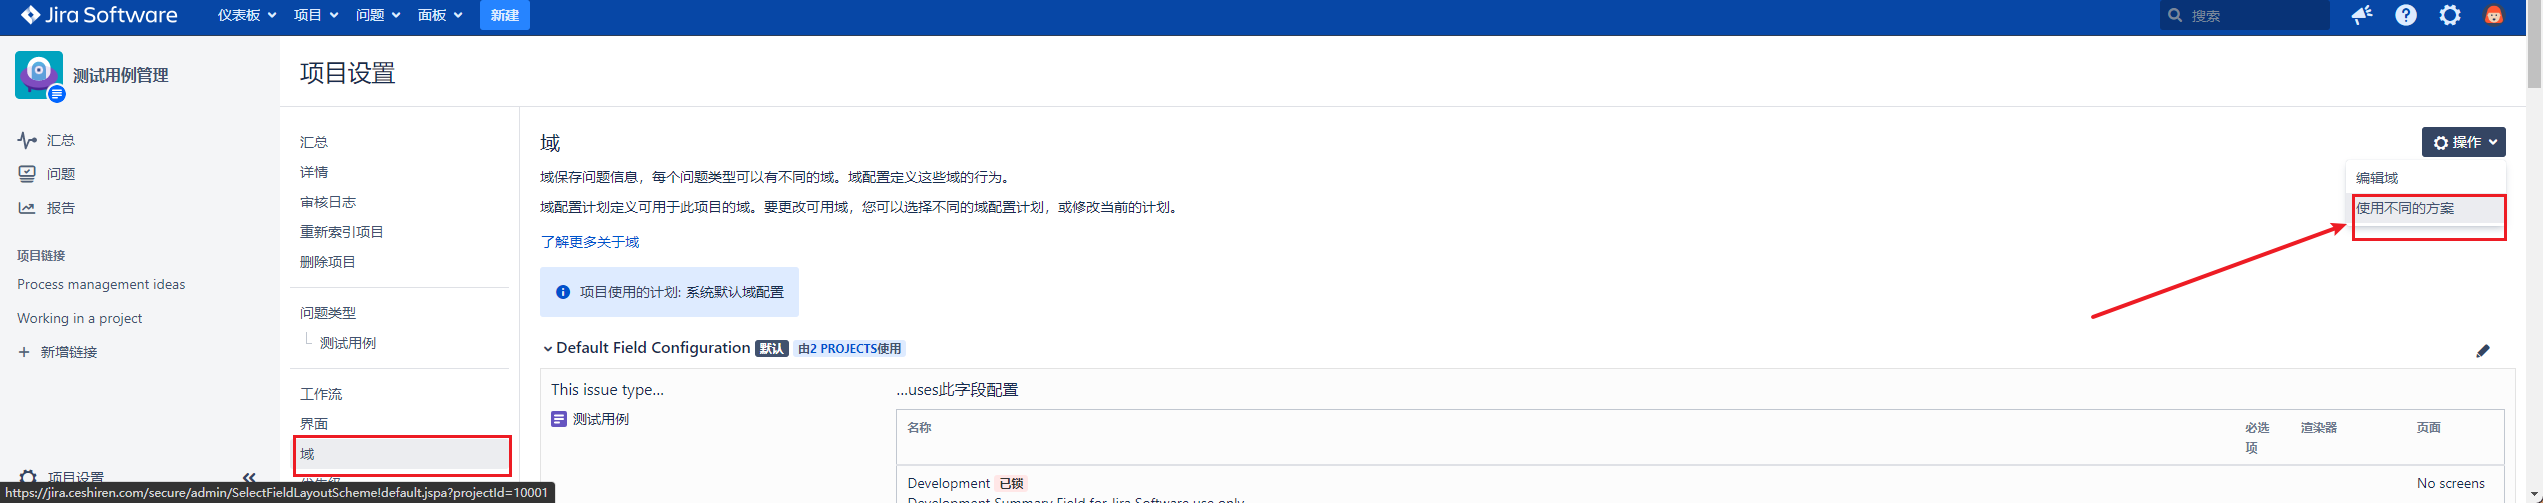 Jira Software 仪表板 项目 问题 面板 新建 搜索
测试用例管理
汇总
问题
报告
项目链接
Process management ideas
Working in a project
新增链接
项目设置
https://jira.ceshiren.com/secure/admin/SelectFieldLayoutScheme!default.jspa?projectId=10001
项目设置
汇总
详情
审核日志
重新索引项目
删除项目
问题类型
测试用例
工作流
界面
域
域
操作
编辑域
使用不同的方案
域保存问题信息，每个问题类型可以有不同的域。域配置定义这些域的行为。
域配置计划定义可用于此项目的域。要更改可用域，您可以选择不同的域配置计划，或修改当前的计划。
了解更多关于域
项目使用的计划: 系统默认域配置
Default Field Configuration 默认 由2 PROJECTS使用
This issue type... ...uses此字段配置
测试用例
名称 必选项 渲染器 页面
Development 已锁 No screens
Development Summary Field for Jira Software use only